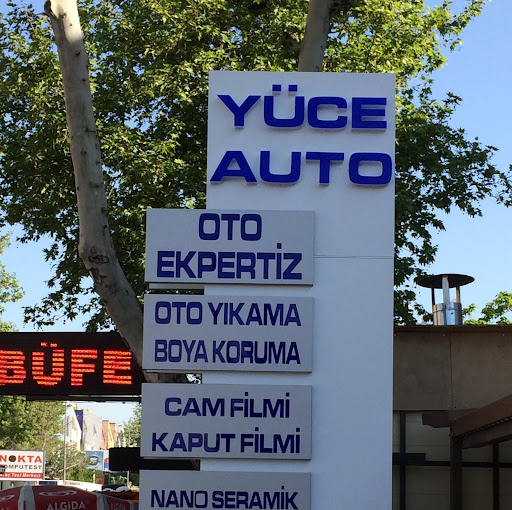 YÜCE
AUTO
OTO
EKPERTİZ
OTO YIKAMA
BOYA KORUMA
CAM FİLMİ
KAPUT FİLMİ
NANO SERAMİK
BÜFE
NOKTA
COMPUTEST
ALGIDA